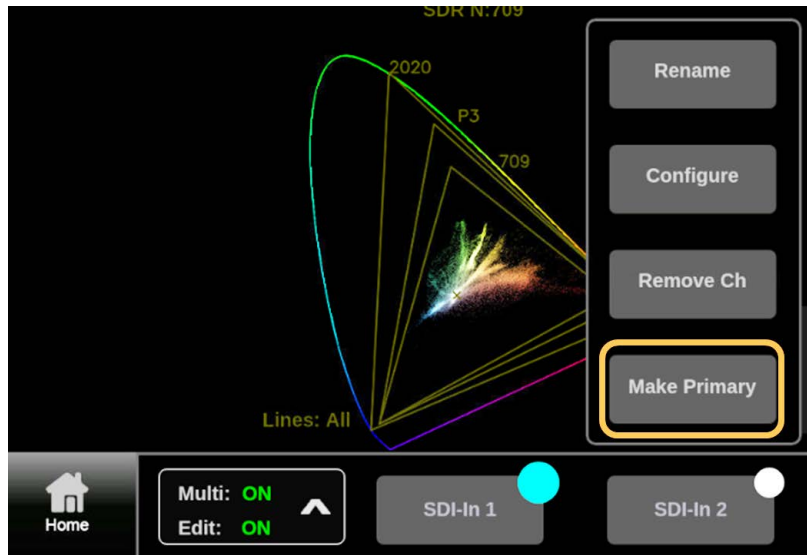 SDR N:709
2020
P3
709
Lines: All
Rename
Configure
Remove Ch
Make Primary
Home
Multi: ON
Edit: ON
SDI-In 1
SDI-In 2